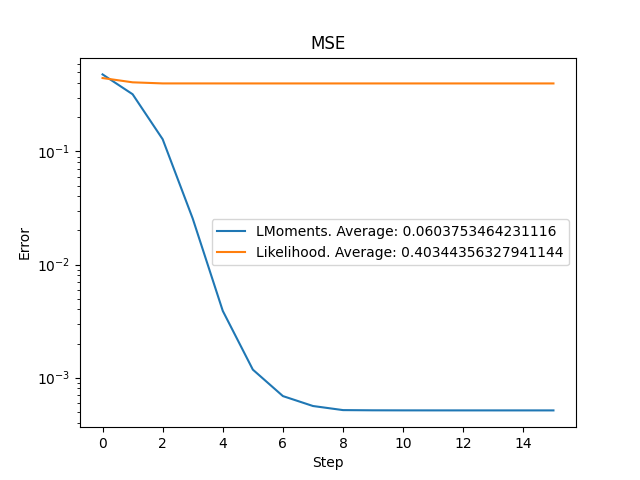 MSE
Error
10⁻¹
10⁻²
10⁻³
LMoments. Average: 0.0603753464231116
Likelihood. Average: 0.40344356327941144
0 2 4 6 8 10 12 14
Step